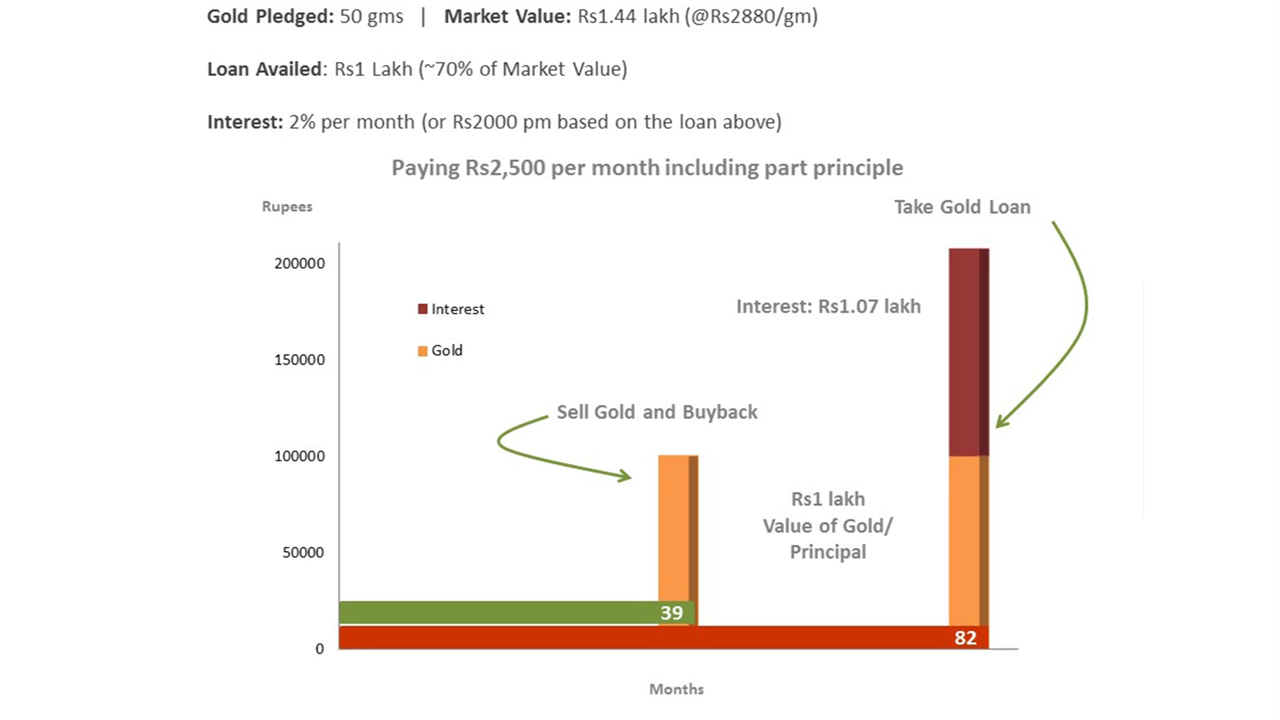 Gold Pledged: 50 gms | Market Value: Rs1.44 lakh (@Rs2880/gm)
Loan Availed: Rs1 Lakh (~70% of Market Value)
Interest: 2% per month (or Rs2000 pm based on the loan above)
Paying Rs2,500 per month including part principle
Rupees
Take Gold Loan
200000
Interest: Rs1.07 lakh
Interest
Gold
150000
Sell Gold and Buyback
100000
Rs1 lakh
Value of Gold/
Principal
50000
39
82
0
Months